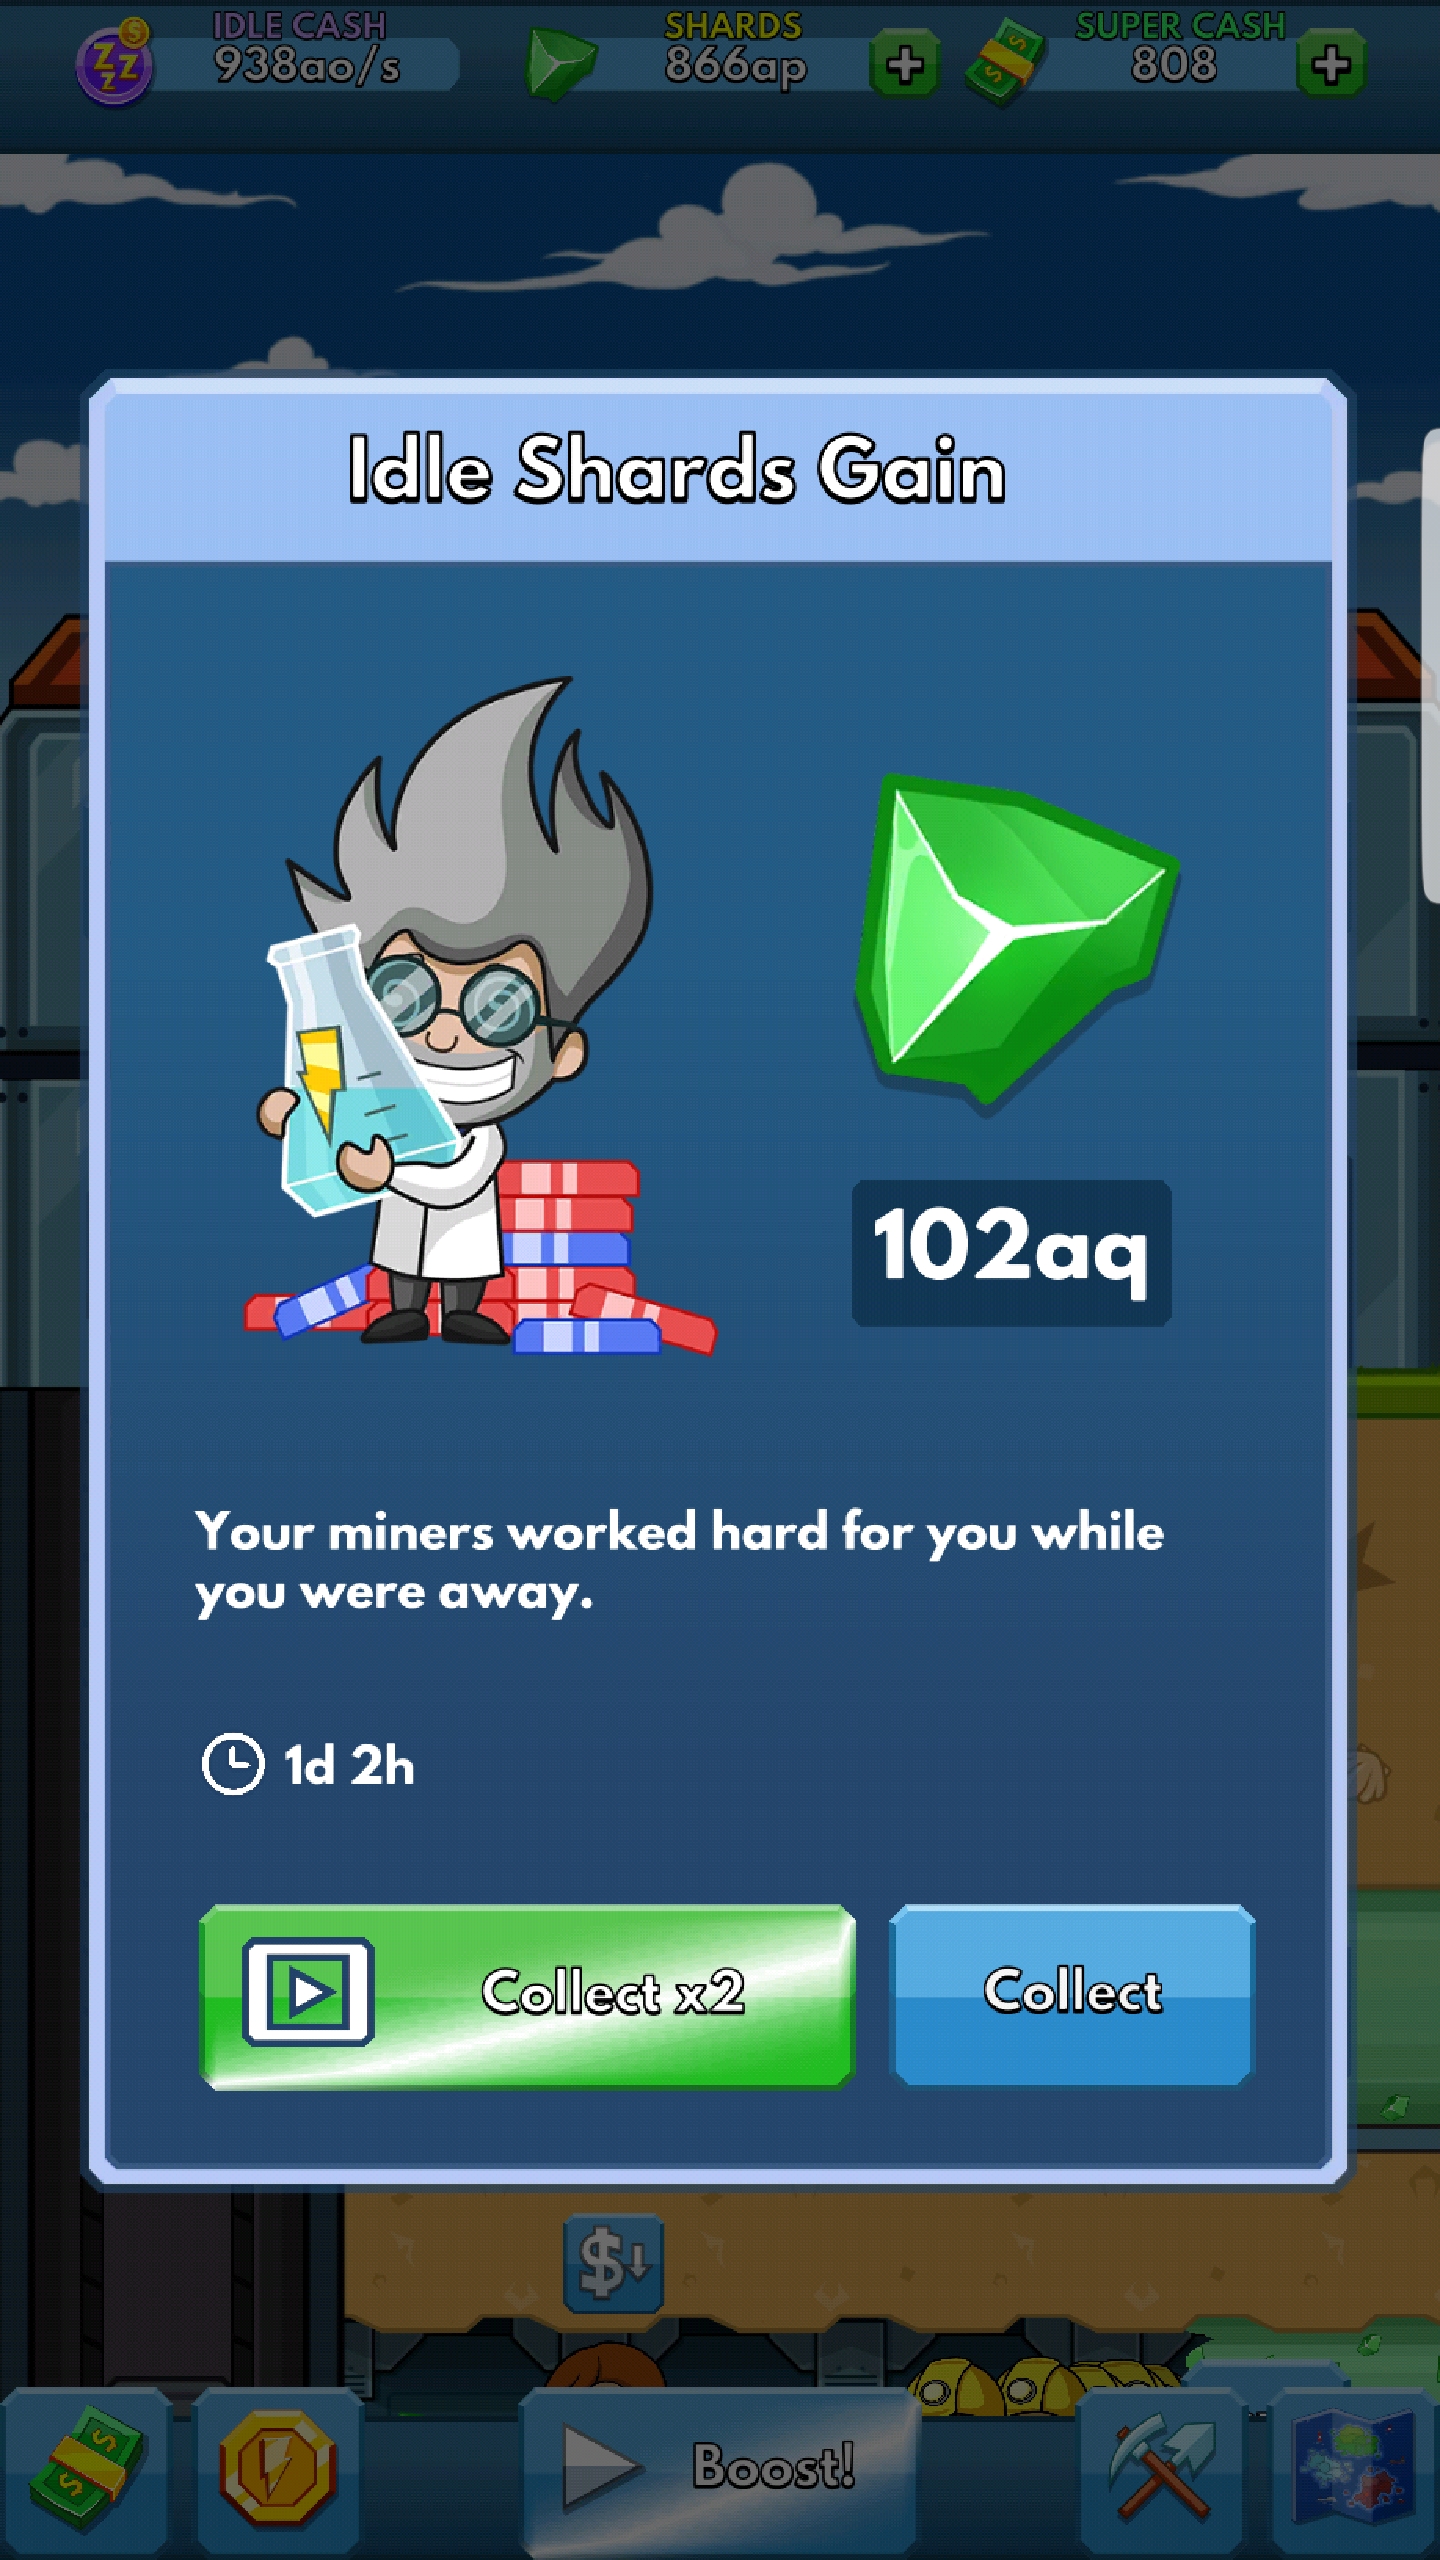 IDLE CASH
938ao/s
SHARDS
866ap
SUPER CASH
808
Idle Shards Gain
102aq
Your miners worked hard for you while
you were away.
1d 2h
Collect x2
Collect
Boost!